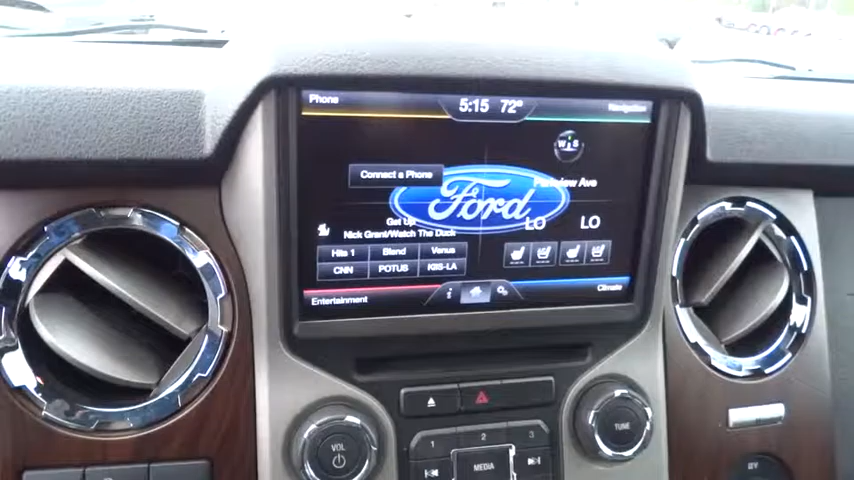 Phone
5:15 72°
Navigation
W S
Connect a Phone
Ford
Parkview Ave
Get Up
Nick Grant/Watch The Duck
LO LO
Hits 1 Blend Venus
CNN POTUS KIIS-LA
Entertainment
i
Climate
1 2 3
VOL
MEDIA
TUNE